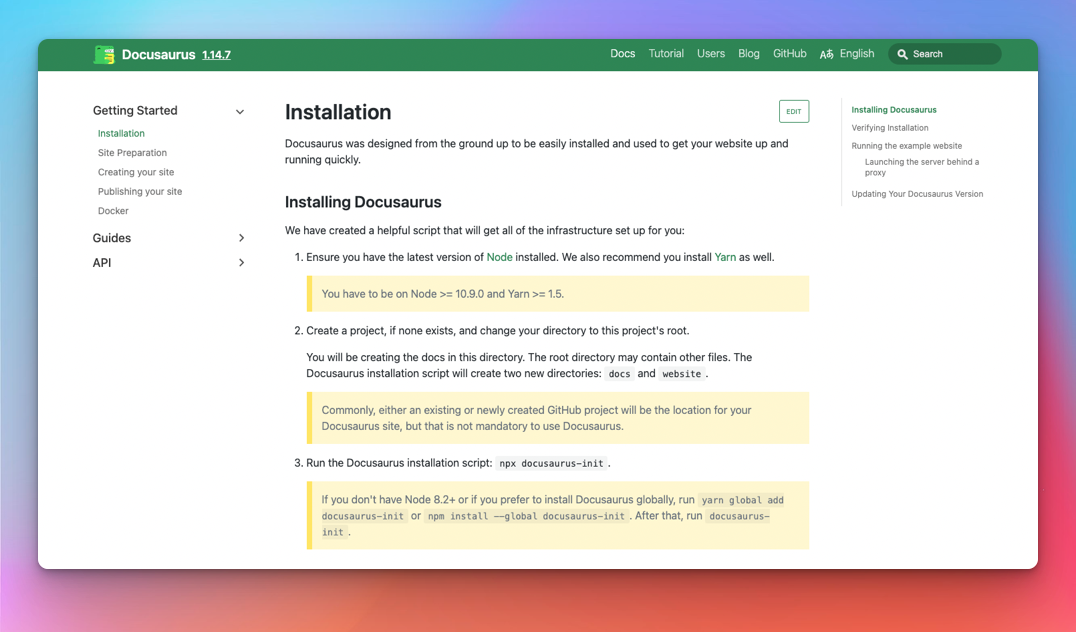 Docusaurus 1.14.7
Docs Tutorial Users Blog GitHub English Search
Getting Started
Installation
Site Preparation
Creating your site
Publishing your site
Docker
Guides
API
Installation
EDIT
Docusaurus was designed from the ground up to be easily installed and used to get your website up and
running quickly.
Installing Docusaurus
We have created a helpful script that will get all of the infrastructure set up for you:
1. Ensure you have the latest version of Node installed. We also recommend you install Yarn as well.
You have to be on Node >= 10.9.0 and Yarn >= 1.5.
2. Create a project, if none exists, and change your directory to this project's root.
You will be creating the docs in this directory. The root directory may contain other files. The
Docusaurus installation script will create two new directories: docs and website.
Commonly, either an existing or newly created GitHub project will be the location for your
Docusaurus site, but that is not mandatory to use Docusaurus.
3. Run the Docusaurus installation script: npx docusaurus-init.
If you don't have Node 8.2+ or if you prefer to install Docusaurus globally, run yarn global add
docusaurus-init or npm install --global docusaurus-init. After that, run docusaurus-
init.
Installing Docusaurus
Verifying Installation
Running the example website
Launching the server behind a
proxy
Updating Your Docusaurus Version